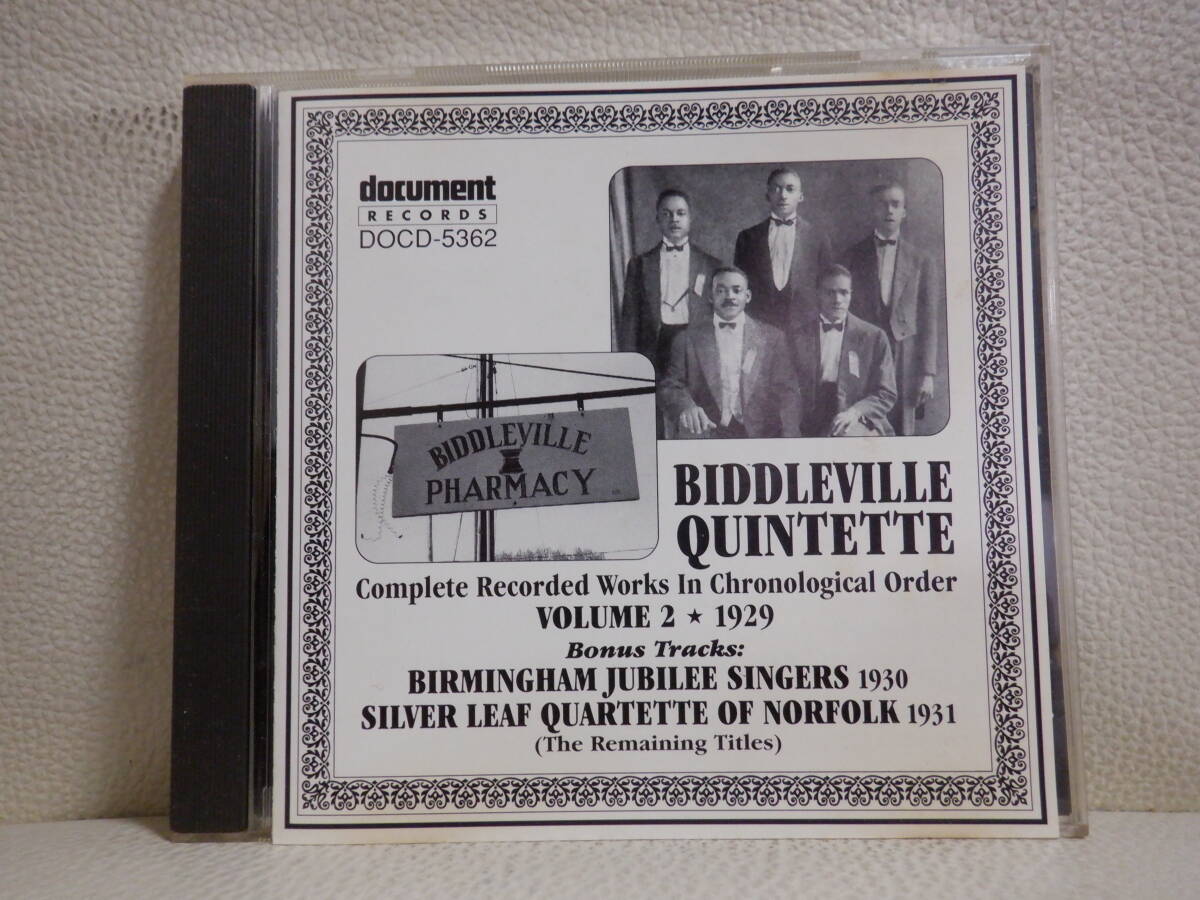 document
RECORDS
DOCD-5362
BIDDLEVILLE
PHARMACY
BIDDLEVILLE
QUINTETTE
Complete Recorded Works In Chronological Order
VOLUME 2 ★ 1929
Bonus Tracks:
BIRMINGHAM JUBILEE SINGERS 1930
SILVER LEAF QUARTETTE OF NORFOLK 1931
(The Remaining Titles)